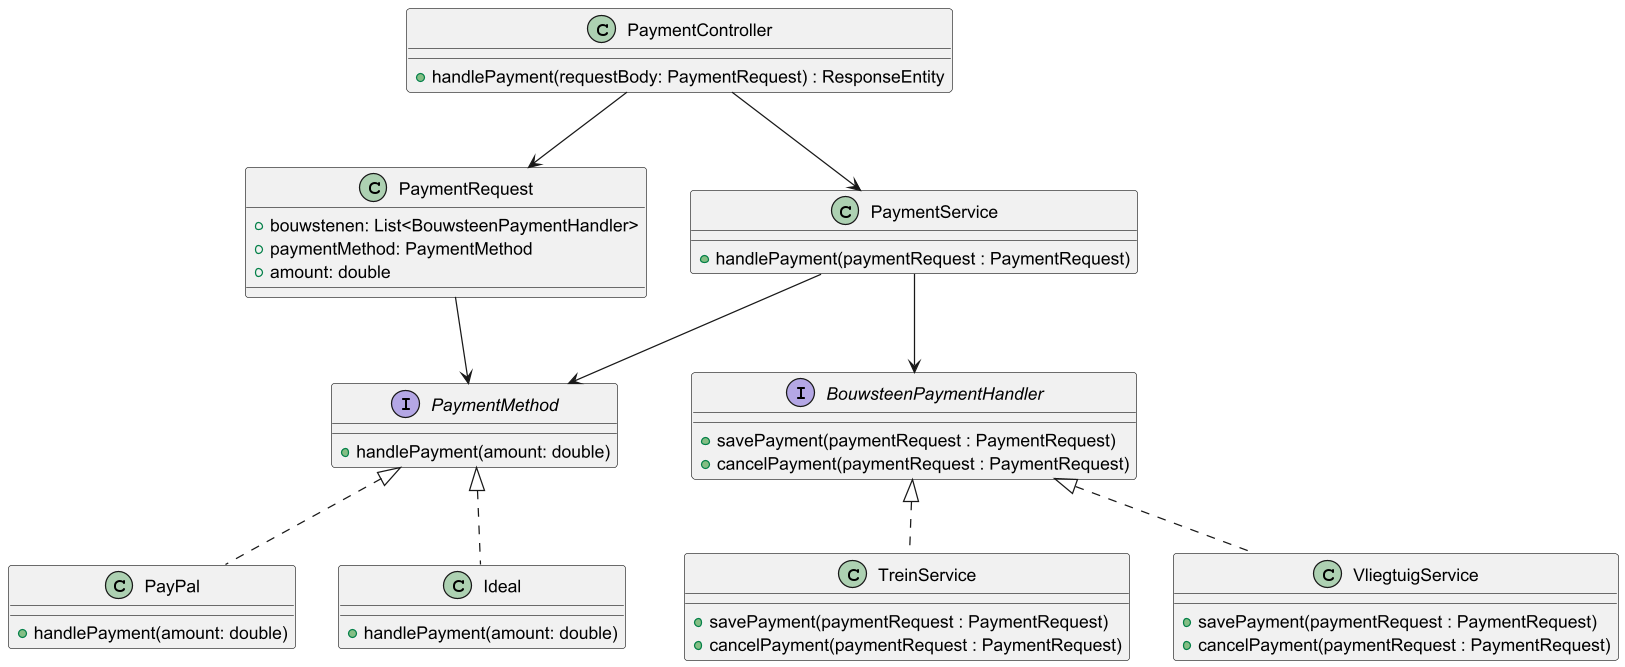 C PaymentController
handlePayment(requestBody: PaymentRequest) : ResponseEntity
C PaymentRequest
bouwstenen: List<BouwsteenPaymentHandler>
paymentMethod: PaymentMethod
amount: double
C PaymentService
handlePayment(paymentRequest : PaymentRequest)
I PaymentMethod
handlePayment(amount: double)
I BouwsteenPaymentHandler
savePayment(paymentRequest : PaymentRequest)
cancelPayment(paymentRequest : PaymentRequest)
C PayPal
handlePayment(amount: double)
C Ideal
handlePayment(amount: double)
C TreinService
savePayment(paymentRequest : PaymentRequest)
cancelPayment(paymentRequest : PaymentRequest)
C VliegtuigService
savePayment(paymentRequest : PaymentRequest)
cancelPayment(paymentRequest : PaymentRequest)